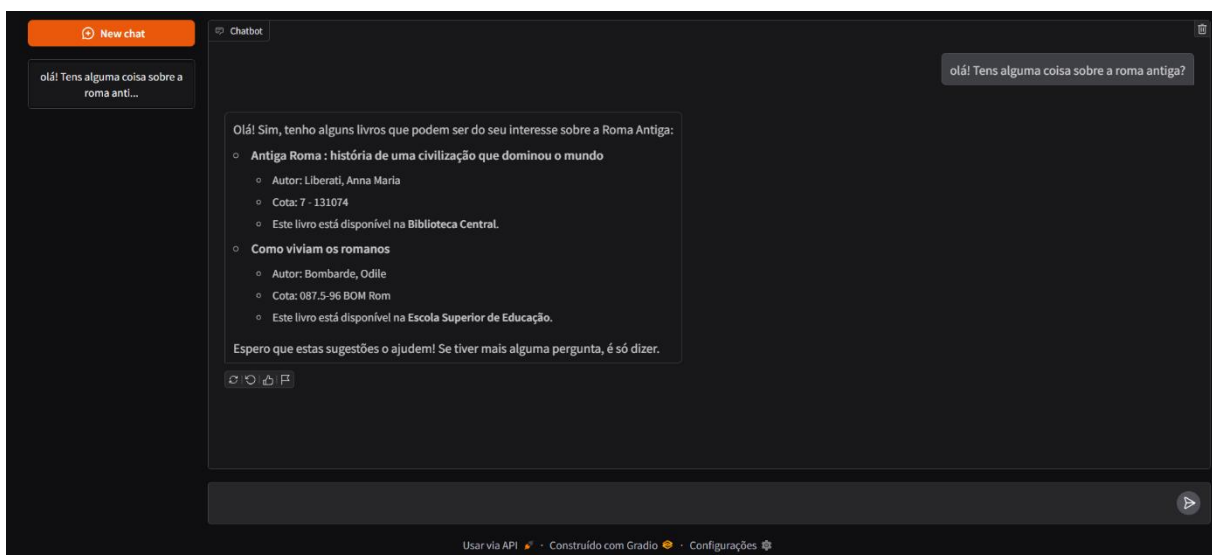 New chat
Chatbot
olá! Tens alguma coisa sobre a
roma anti...
olá! Tens alguma coisa sobre a roma antiga?
Olá! Sim, tenho alguns livros que podem ser do seu interesse sobre a Roma Antiga:
Antiga Roma : história de uma civilização que dominou o mundo
Autor: Liberati, Anna Maria
Cota: 7 - 131074
Este livro está disponível na Biblioteca Central.
Como viviam os romanos
Autor: Bombarde, Odile
Cota: 087.5-96 BOM Rom
Este livro está disponível na Escola Superior de Educação.
Espero que estas sugestões o ajudem! Se tiver mais alguma pergunta, é só dizer.
Usar via API · Construído com Gradio · Configurações